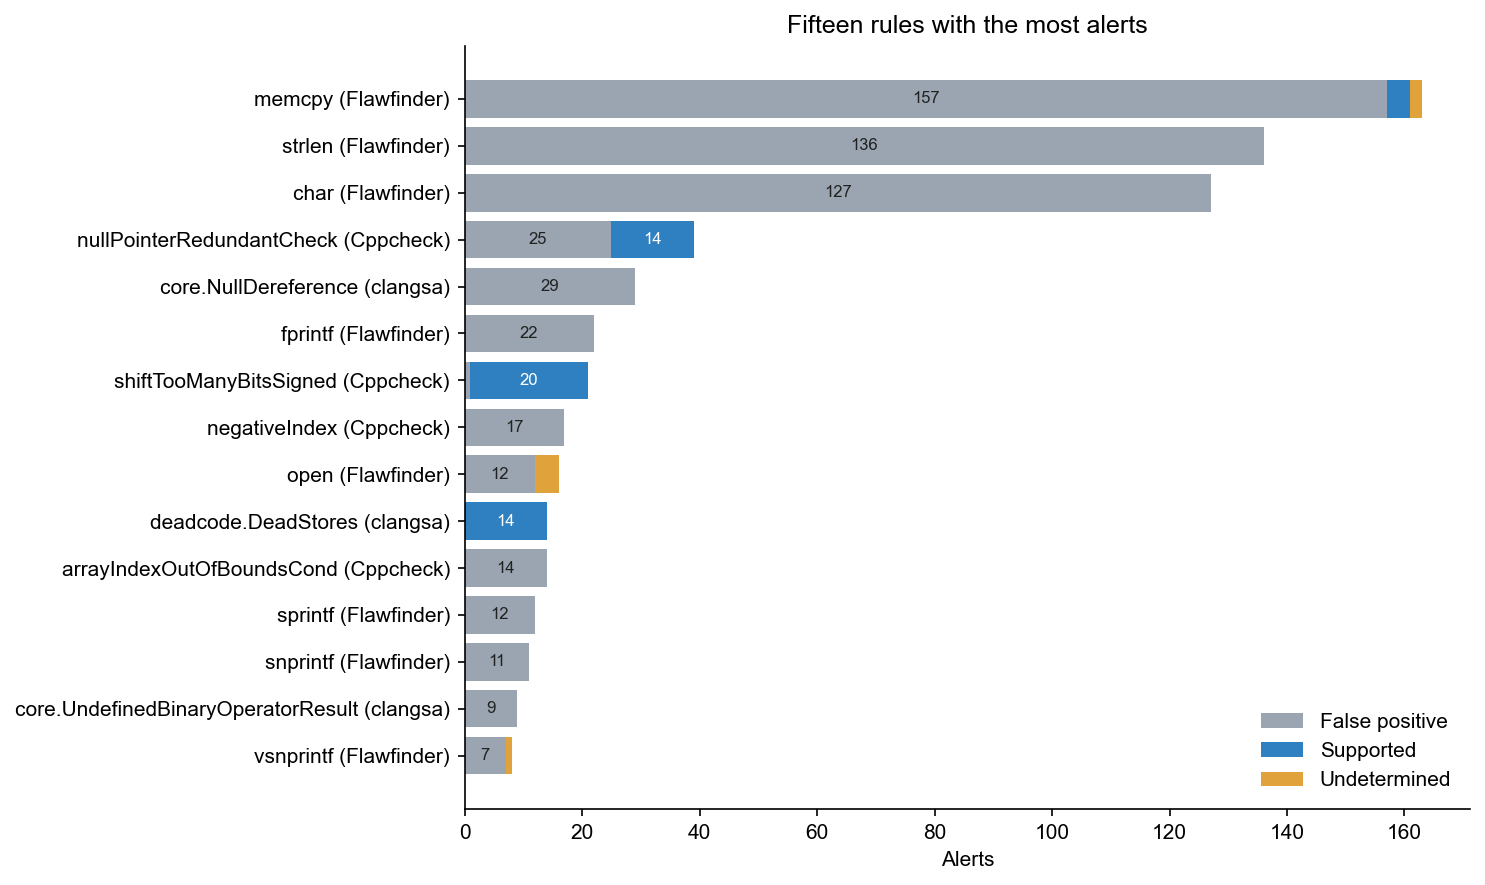 Fifteen rules with the most alerts
memcpy (Flawfinder) 157
strlen (Flawfinder) 136
char (Flawfinder) 127
nullPointerRedundantCheck (Cppcheck) 25 14
core.NullDereference (clangsa) 29
fprintf (Flawfinder) 22
shiftTooManyBitsSigned (Cppcheck) 20
negativeIndex (Cppcheck) 17
open (Flawfinder) 12
deadcode.DeadStores (clangsa) 14
arrayIndexOutOfBoundsCond (Cppcheck) 14
sprintf (Flawfinder) 12
snprintf (Flawfinder) 11
core.UndefinedBinaryOperatorResult (clangsa) 9
vsnprintf (Flawfinder) 7
False positive
Supported
Undetermined
0 20 40 60 80 100 120 140 160
Alerts